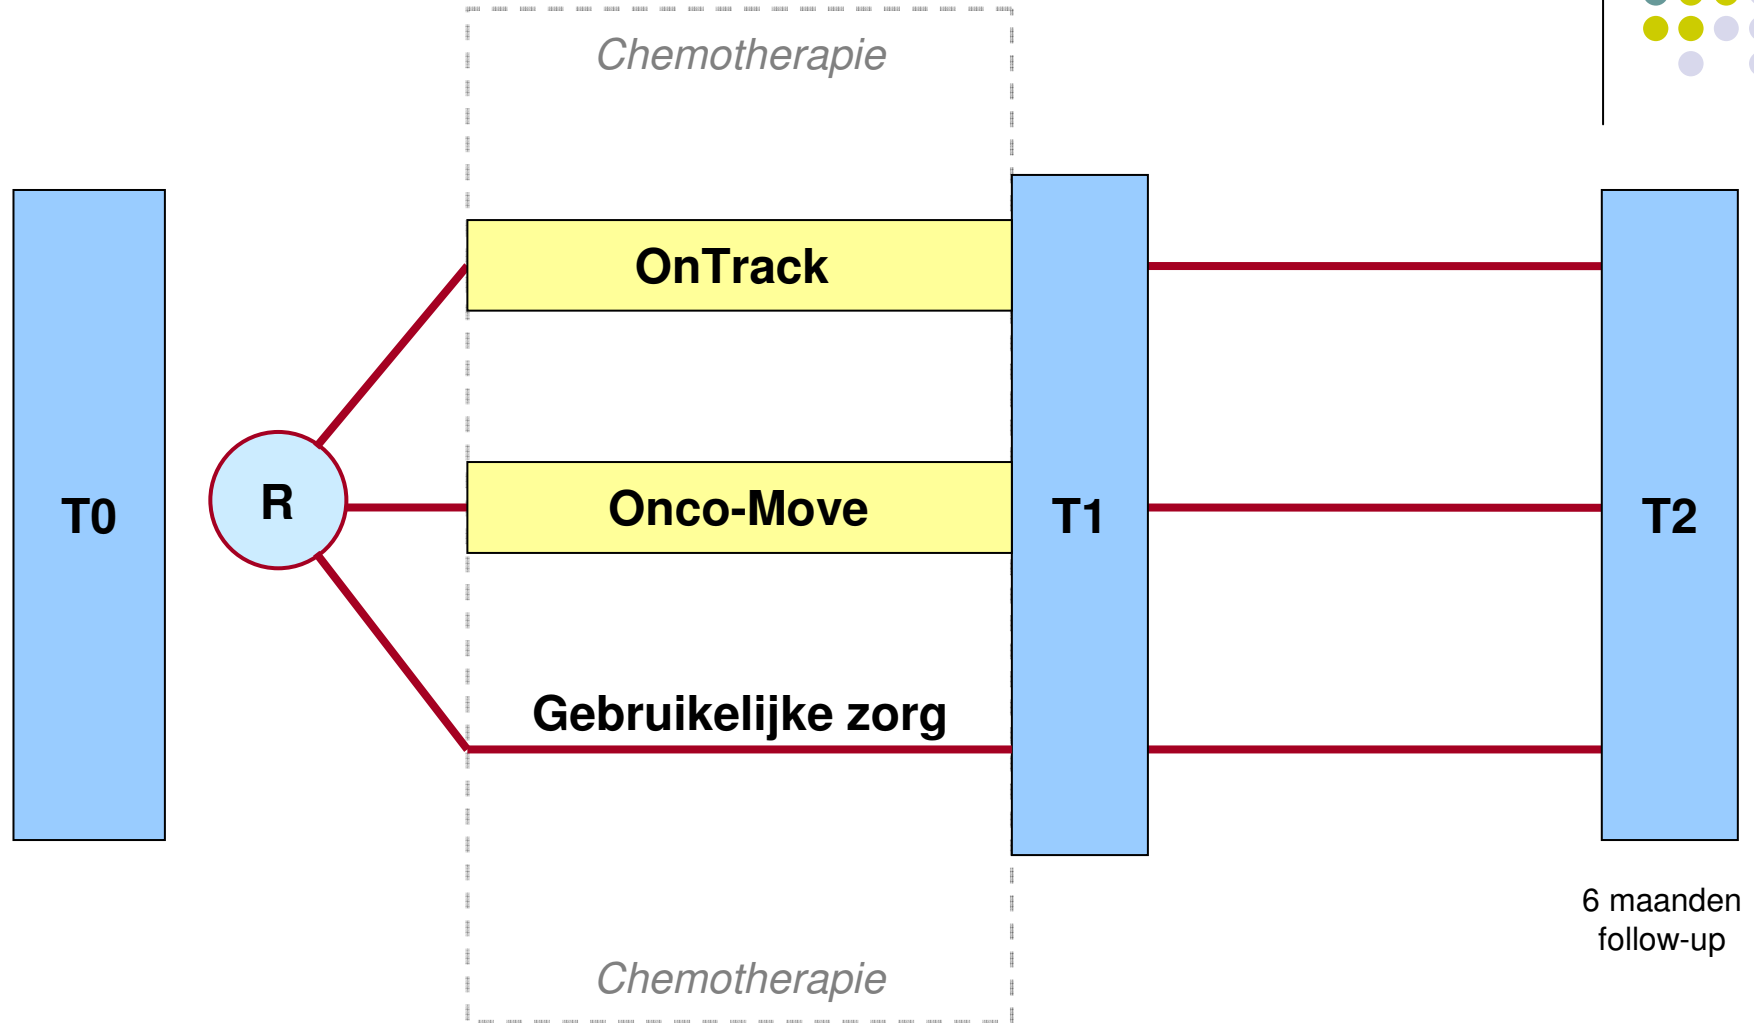 Chemotherapie
OnTrack
T0
R
Onco-Move
T1
T2
Gebruikelijke zorg
6 maanden
follow-up
Chemotherapie